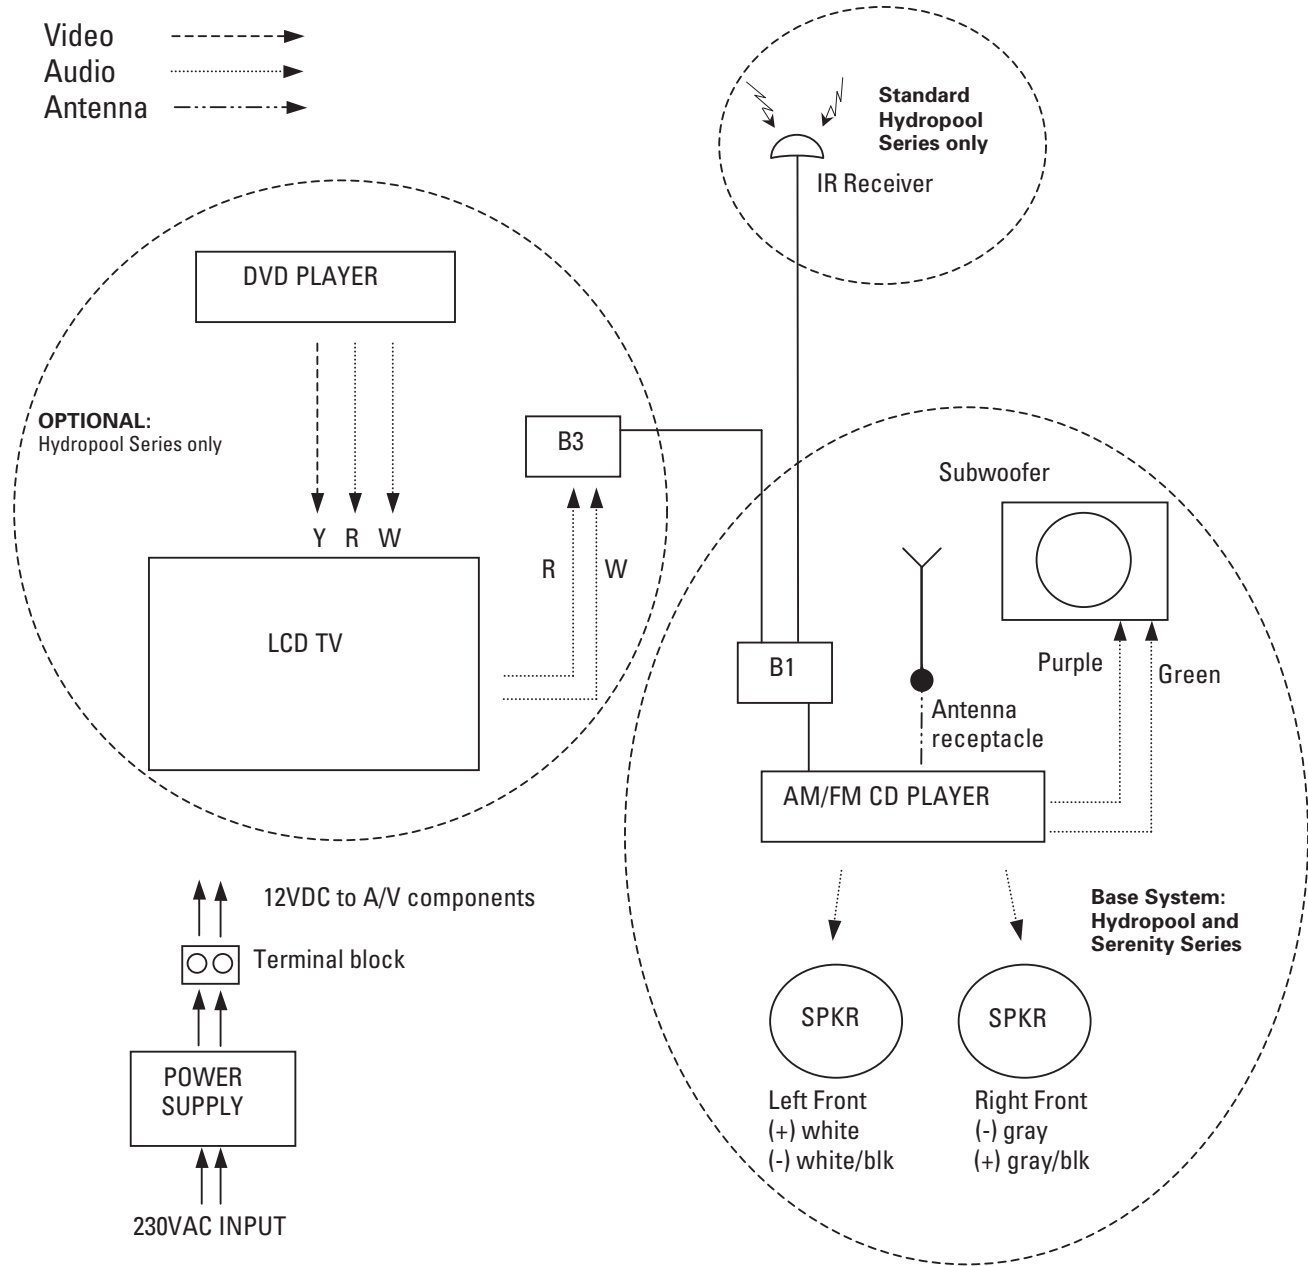 Video
Audio
Antenna
Standard
Hydropool
Series only
IR Receiver
DVD PLAYER
OPTIONAL:
Hydropool Series only
B3
Y R W
R W
LCD TV
Subwoofer
B1
Purple
Green
Antenna
receptacle
AM/FM CD PLAYER
12VDC to A/V components
Terminal block
Base System:
Hydropool and
Serenity Series
SPKR
SPKR
POWER
SUPPLY
Left Front
(+) white
(-) white/blk
Right Front
(-) gray
(+) gray/blk
230VAC INPUT